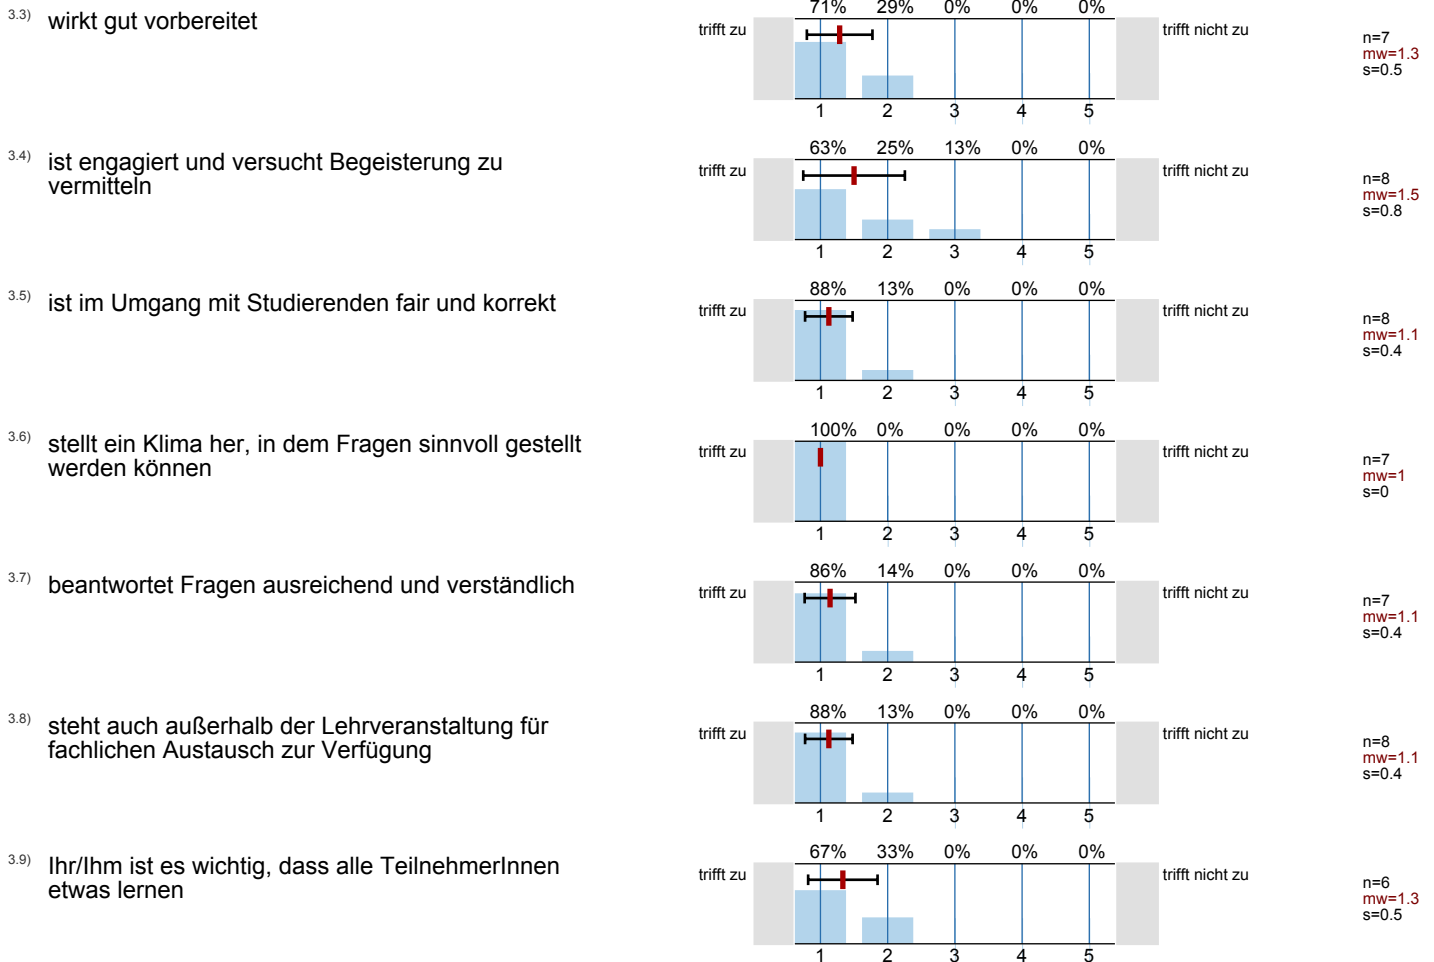 3.3) wirkt gut vorbereitet
71% 29% 0% 0% 0%
trifft zu trifft nicht zu
n=7
mw=1.3
s=0.5
1 2 3 4 5
3.4) ist engagiert und versucht Begeisterung zu
vermitteln
63% 25% 13% 0% 0%
trifft zu trifft nicht zu
n=8
mw=1.5
s=0.8
1 2 3 4 5
3.5) ist im Umgang mit Studierenden fair und korrekt
88% 13% 0% 0% 0%
trifft zu trifft nicht zu
n=8
mw=1.1
s=0.4
1 2 3 4 5
3.6) stellt ein Klima her, in dem Fragen sinnvoll gestellt
werden können
100% 0% 0% 0% 0%
trifft zu trifft nicht zu
n=7
mw=1
s=0
1 2 3 4 5
3.7) beantwortet Fragen ausreichend und verständlich
86% 14% 0% 0% 0%
trifft zu trifft nicht zu
n=7
mw=1.1
s=0.4
1 2 3 4 5
3.8) steht auch außerhalb der Lehrveranstaltung für
fachlichen Austausch zur Verfügung
88% 13% 0% 0% 0%
trifft zu trifft nicht zu
n=8
mw=1.1
s=0.4
1 2 3 4 5
3.9) Ihr/Ihm ist es wichtig, dass alle TeilnehmerInnen
etwas lernen
67% 33% 0% 0% 0%
trifft zu trifft nicht zu
n=6
mw=1.3
s=0.5
1 2 3 4 5